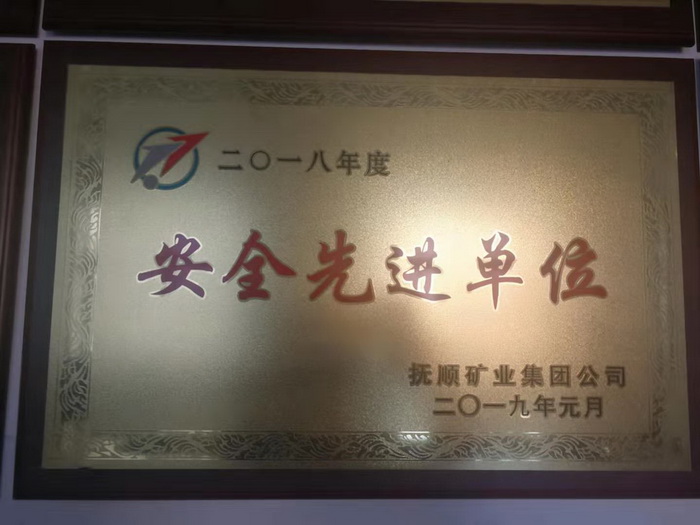 二〇一八年度
安全先进单位
抚顺矿业集团公司
二〇一九年元月